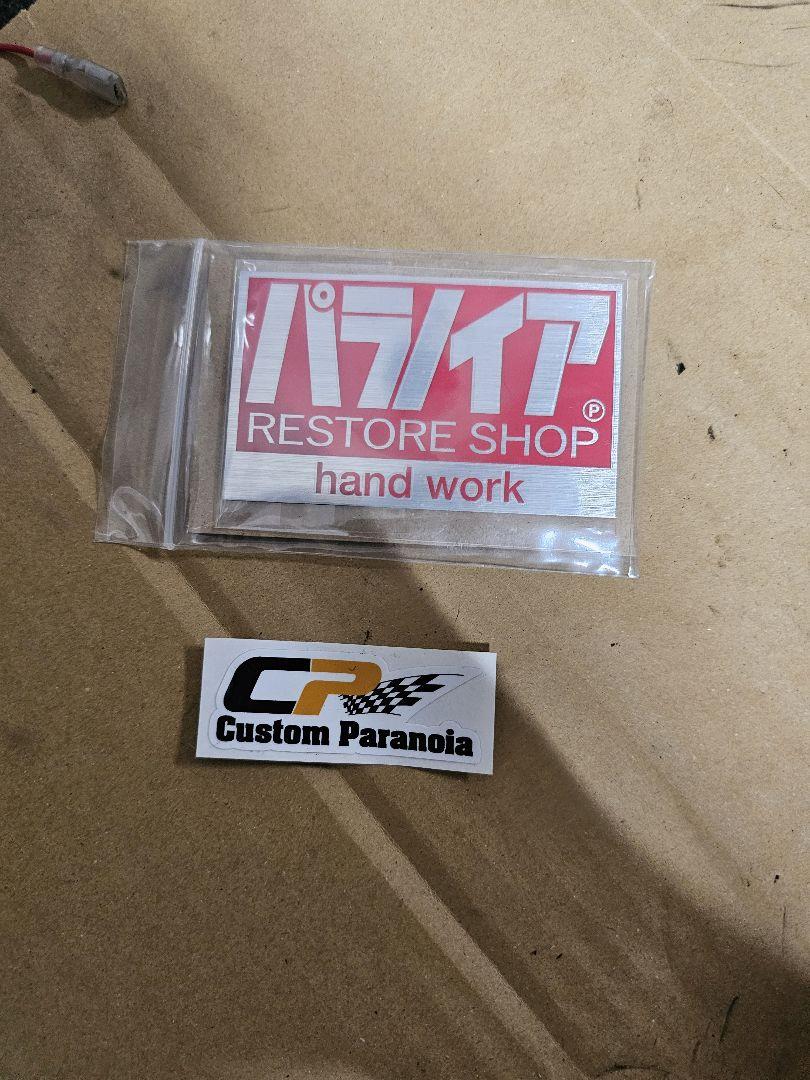 パラノイア
Ⓟ
RESTORE SHOP
hand work
CP
Custom Paranoia